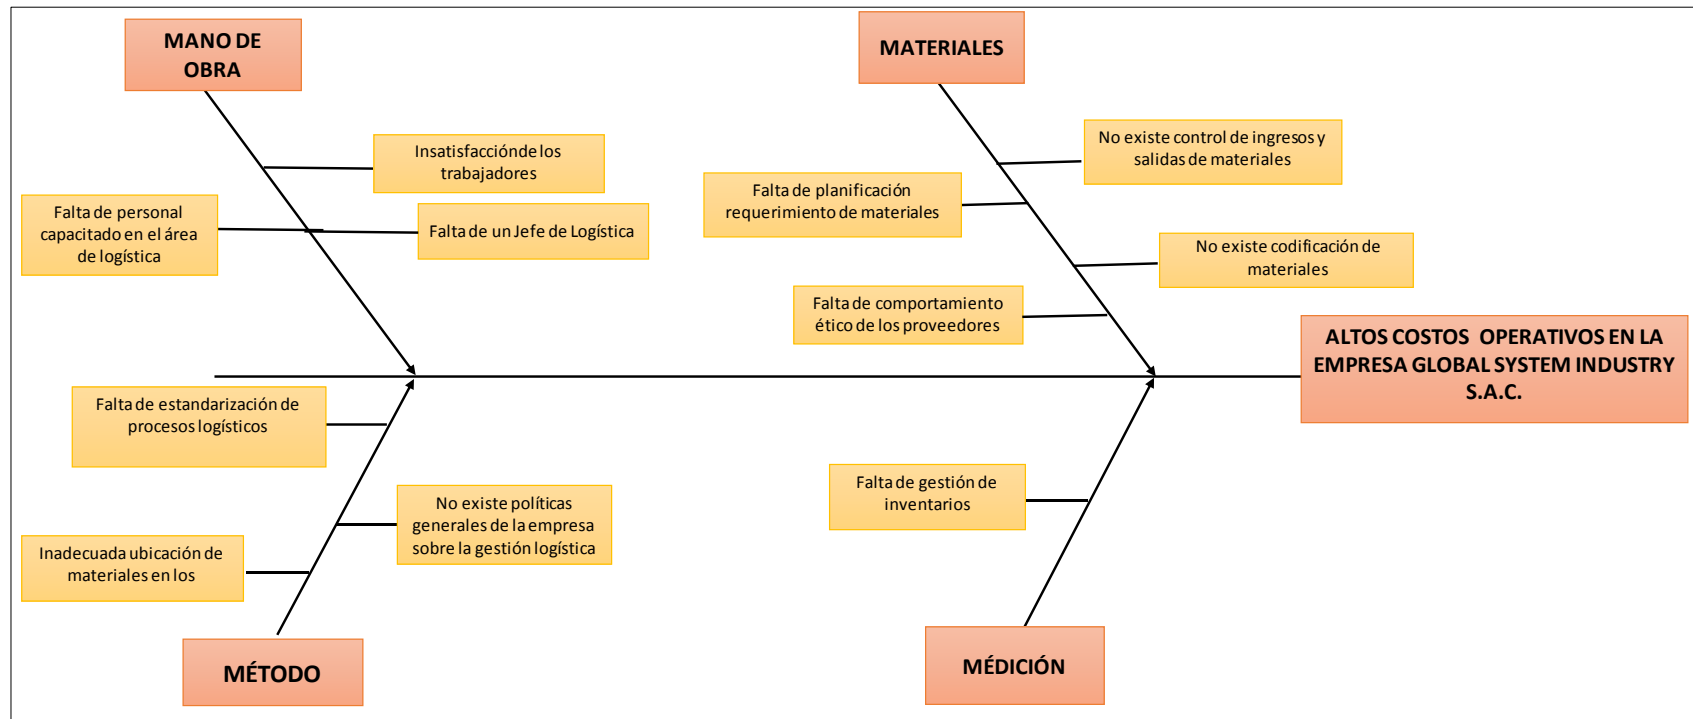 MANO DE
OBRA
MATERIALES
Insatisfacciónde los
trabajadores
No existe control de ingresos y
salidas de materiales
Falta de planificación
requerimiento de materiales
Falta de personal
capacitado en el área
de logística
Falta de un Jefe de Logística
No existe codificación de
materiales
Falta de comportamiento
ético de los proveedores
ALTOS COSTOS OPERATIVOS EN LA
EMPRESA GLOBAL SYSTEM INDUSTRY
S.A.C.
Falta de estandarización de
procesos logísticos
Falta de gestión de
inventarios
No existe políticas
generales de la empresa
sobre la gestión logística
Inadecuada ubicación de
materiales en los
MÉTODO
MÉDICIÓN